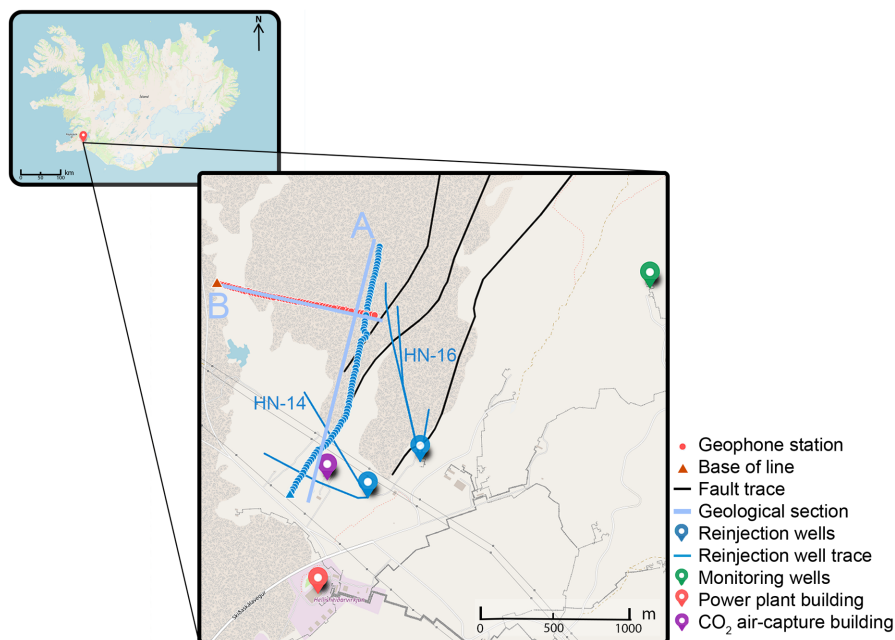 N
Ísland
km
0 50 100
A
B
HN-16
HN-14
Hellisheiðarvirkjun
Suðurlandsvegur
m
0 500 1000
Geophone station
Base of line
Fault trace
Geological section
Reinjection wells
Reinjection well trace
Monitoring wells
Power plant building
CO₂ air-capture building